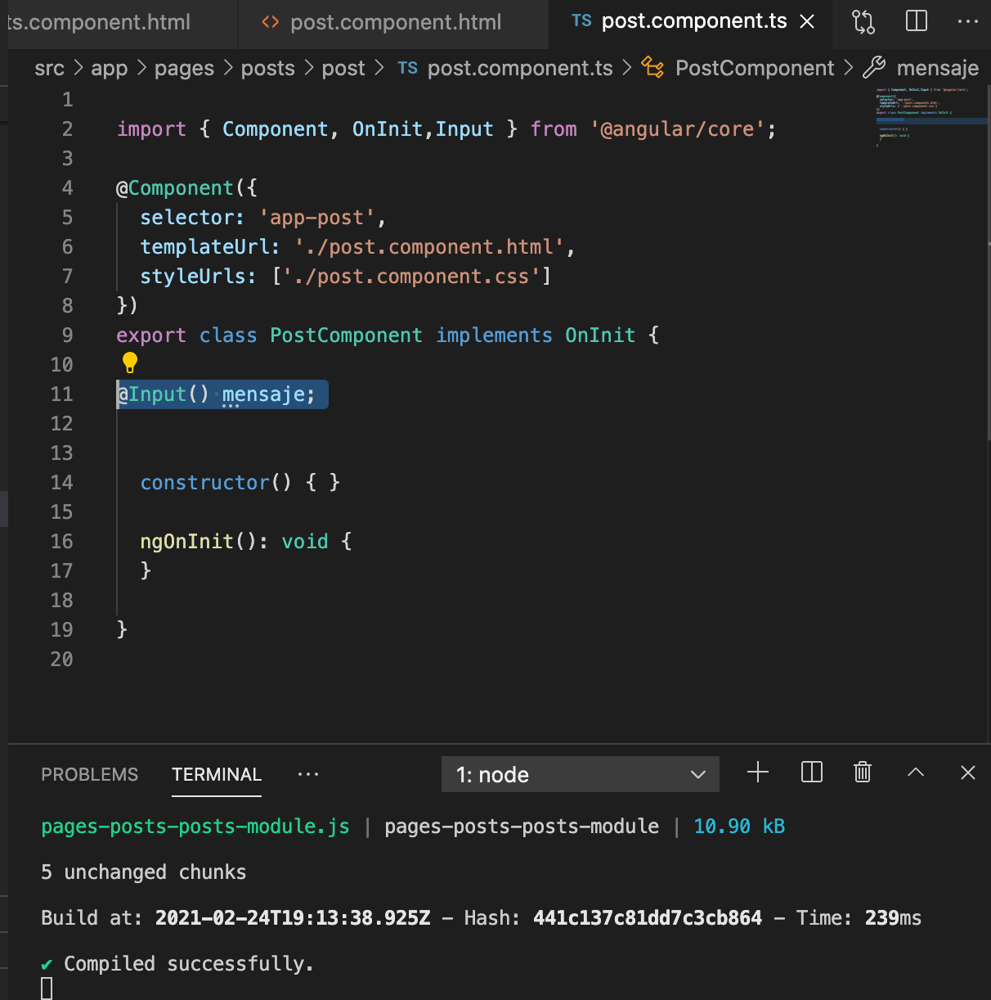 ts.component.html <> post.component.html TS post.component.ts
src > app > pages > posts > post > TS post.component.ts > PostComponent > mensaje
1
2 import { Component, OnInit,Input } from '@angular/core';
3
4 @Component({
5 selector: 'app-post',
6 templateUrl: './post.component.html',
7 styleUrls: ['./post.component.css']
8 })
9 export class PostComponent implements OnInit {
10
11 @Input() mensaje;
12
13
14 constructor() { }
15
16 ngOnInit(): void {
17 }
18
19 }
20
PROBLEMS TERMINAL ··· 1: node
pages-posts-posts-module.js | pages-posts-posts-module | 10.90 kB
5 unchanged chunks
Build at: 2021-02-24T19:13:38.925Z - Hash: 441c137c81dd7c3cb864 - Time: 239ms
✔ Compiled successfully.